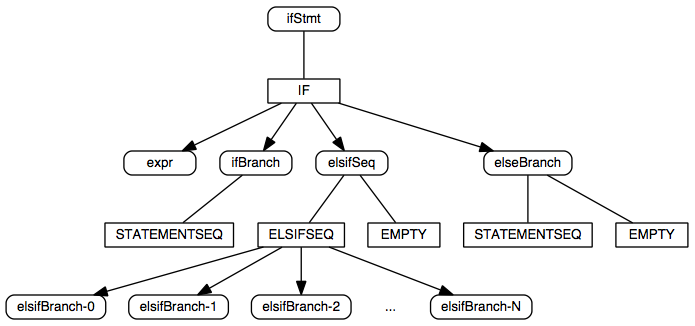 ifStmt
IF
expr
ifBranch
elsifSeq
elseBranch
STATEMENTSEQ
ELSIFSEQ
EMPTY
STATEMENTSEQ
EMPTY
elsifBranch-0
elsifBranch-1
elsifBranch-2
...
elsifBranch-N